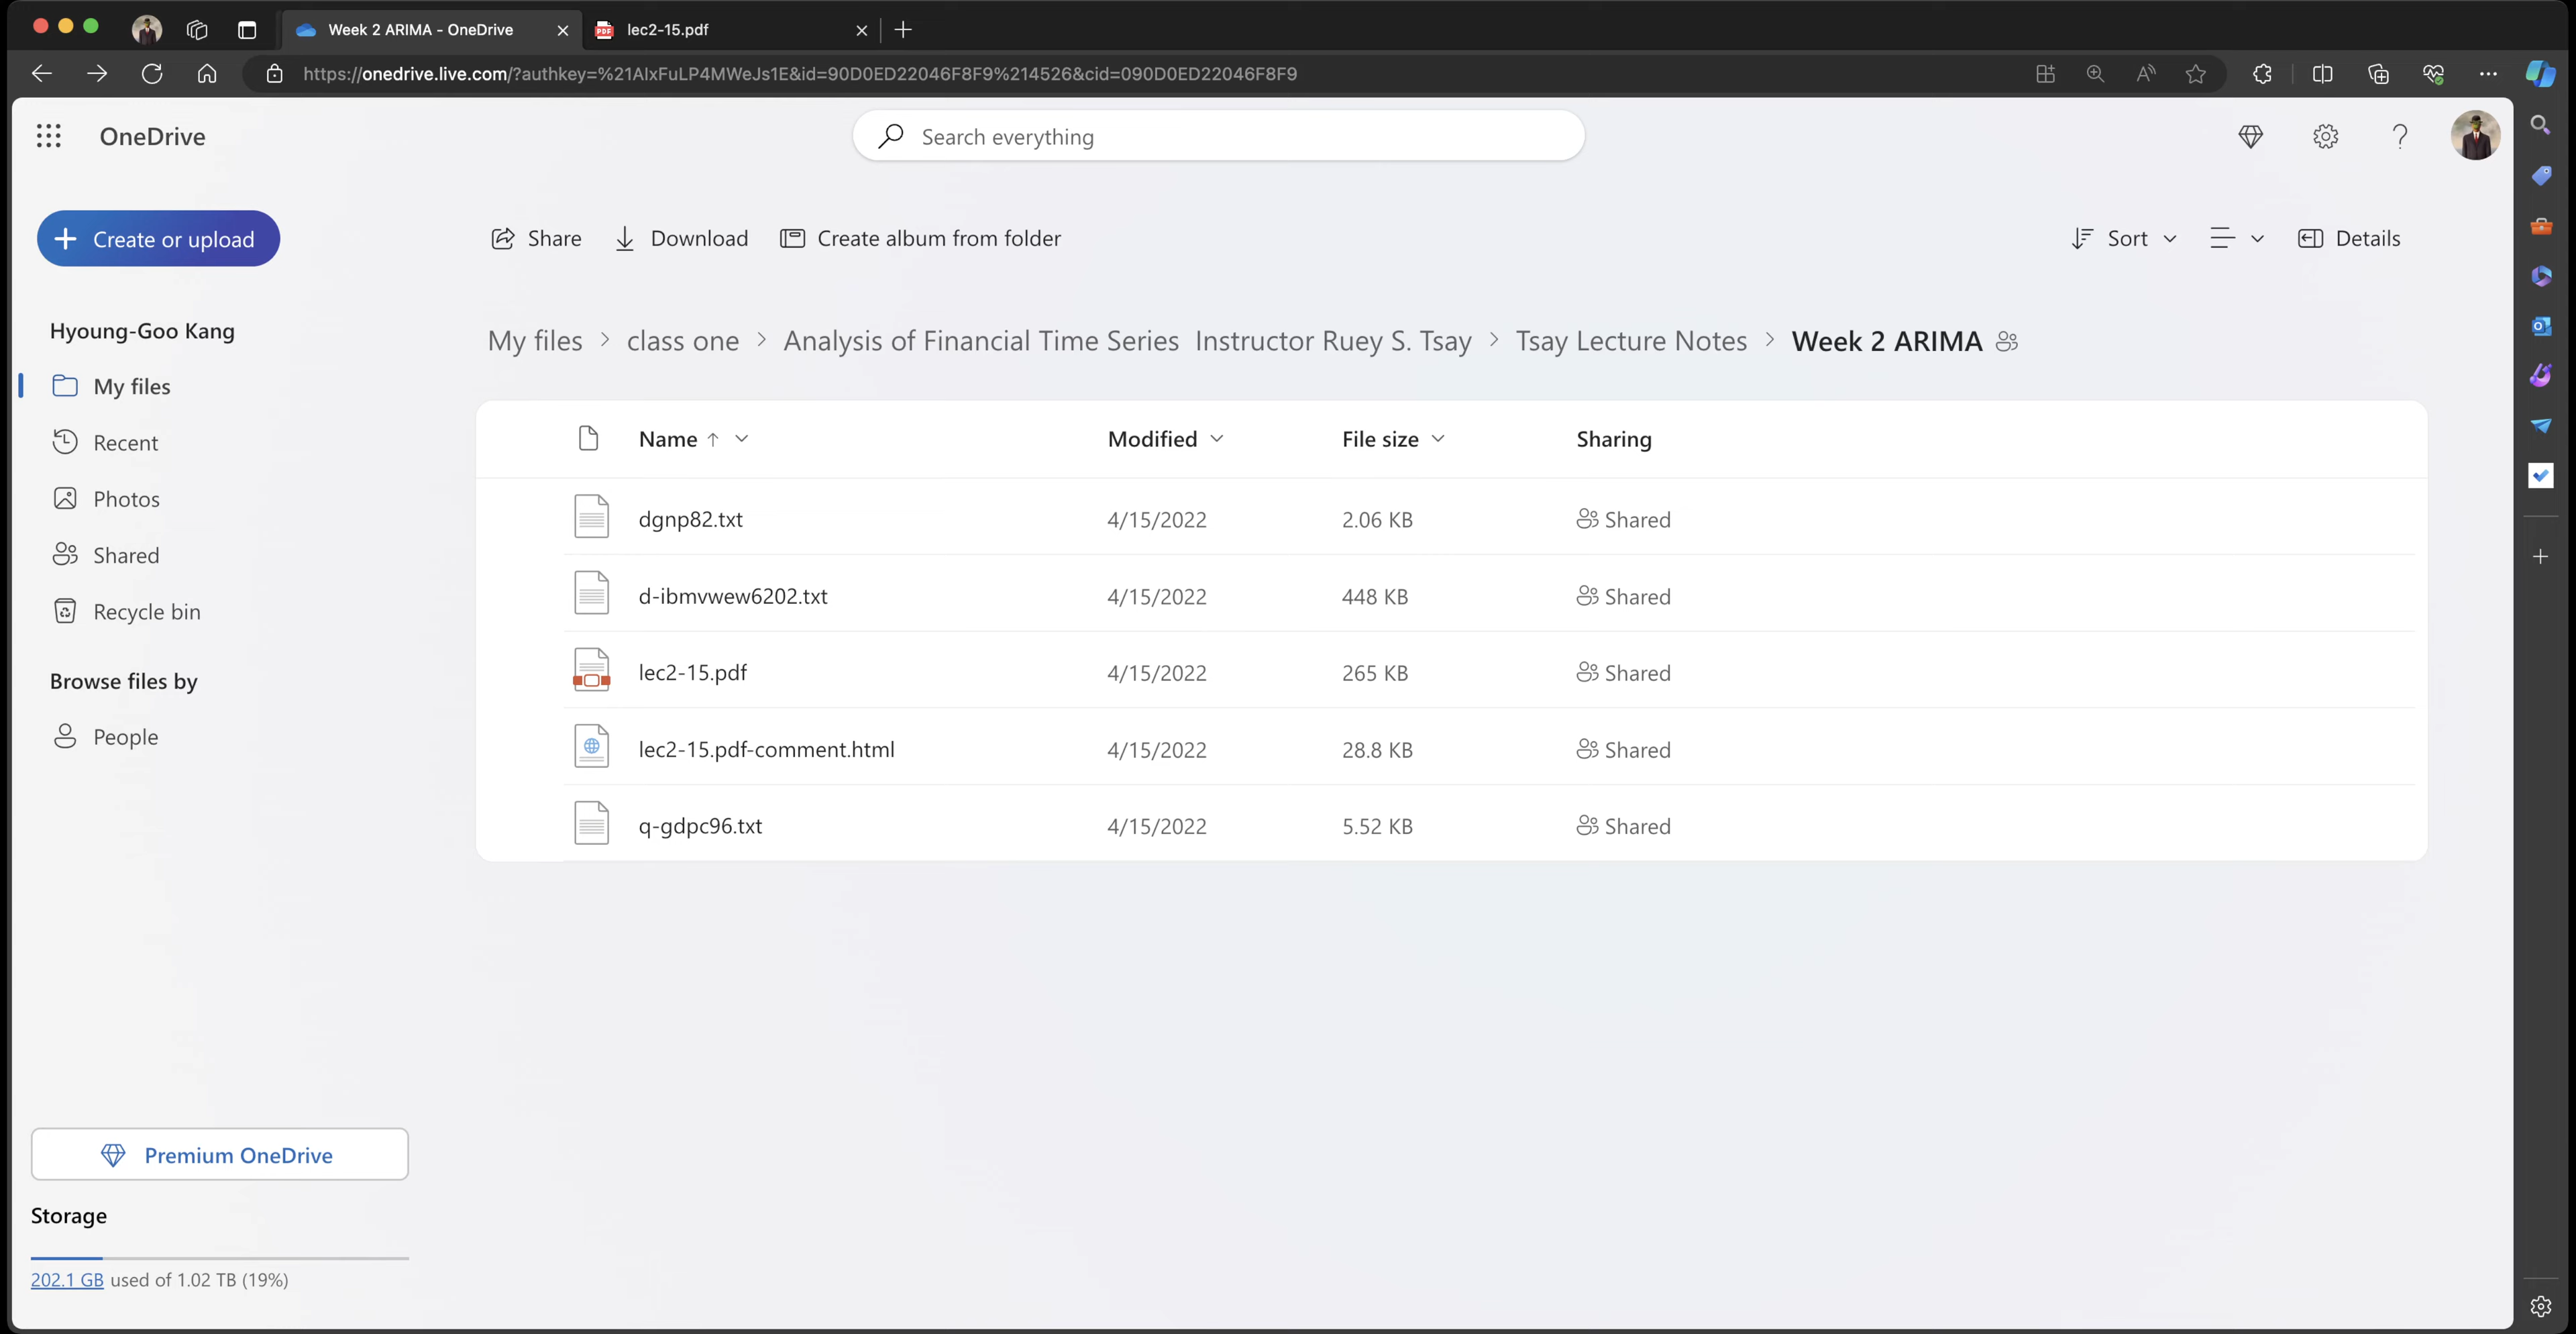 Week 2 ARIMA - OneDrive
PDF
lec2-15.pdf
https://onedrive.live.com/?authkey=%21AIxFuLP4MWeJs1E&id=90D0ED22046F8F9%214526&cid=090D0ED22046F8F9
OneDrive
Search everything
Create or upload
Share
Download
Create album from folder
Sort
Details
Hyoung-Goo Kang
My files
Recent
Photos
Shared
Recycle bin
Browse files by
People
My files > class one > Analysis of Financial Time Series Instructor Ruey S. Tsay > Tsay Lecture Notes > Week 2 ARIMA
Name Modified File size Sharing
dgnp82.txt 4/15/2022 2.06 KB Shared
d-ibmvwew6202.txt 4/15/2022 448 KB Shared
lec2-15.pdf 4/15/2022 265 KB Shared
lec2-15.pdf-comment.html 4/15/2022 28.8 KB Shared
q-gdpc96.txt 4/15/2022 5.52 KB Shared
Premium OneDrive
Storage
202.1 GB used of 1.02 TB (19%)